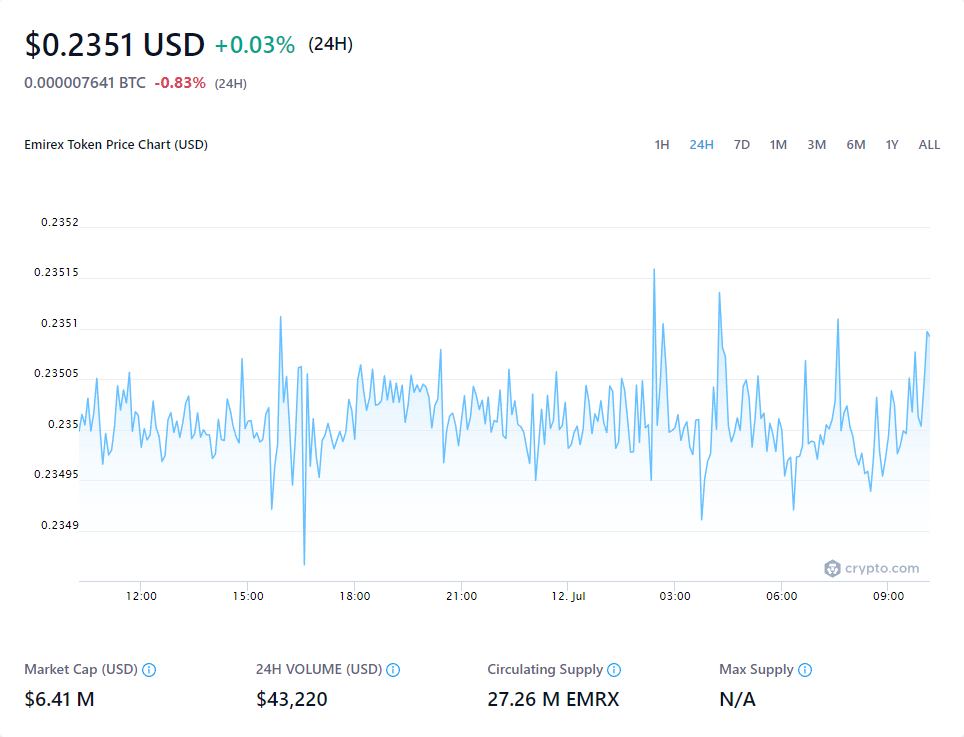 $0.2351 USD +0.03% (24H)
0.000007641 BTC -0.83% (24H)
Emirex Token Price Chart (USD) 1H 24H 7D 1M 3M 6M 1Y ALL
0.2352
0.23515
0.2351
0.23505
0.235
0.23495
0.2349
crypto.com
12:00 15:00 18:00 21:00 12. Jul 03:00 06:00 09:00
Market Cap (USD) 24H VOLUME (USD) Circulating Supply Max Supply
$6.41 M $43,220 27.26 M EMRX N/A